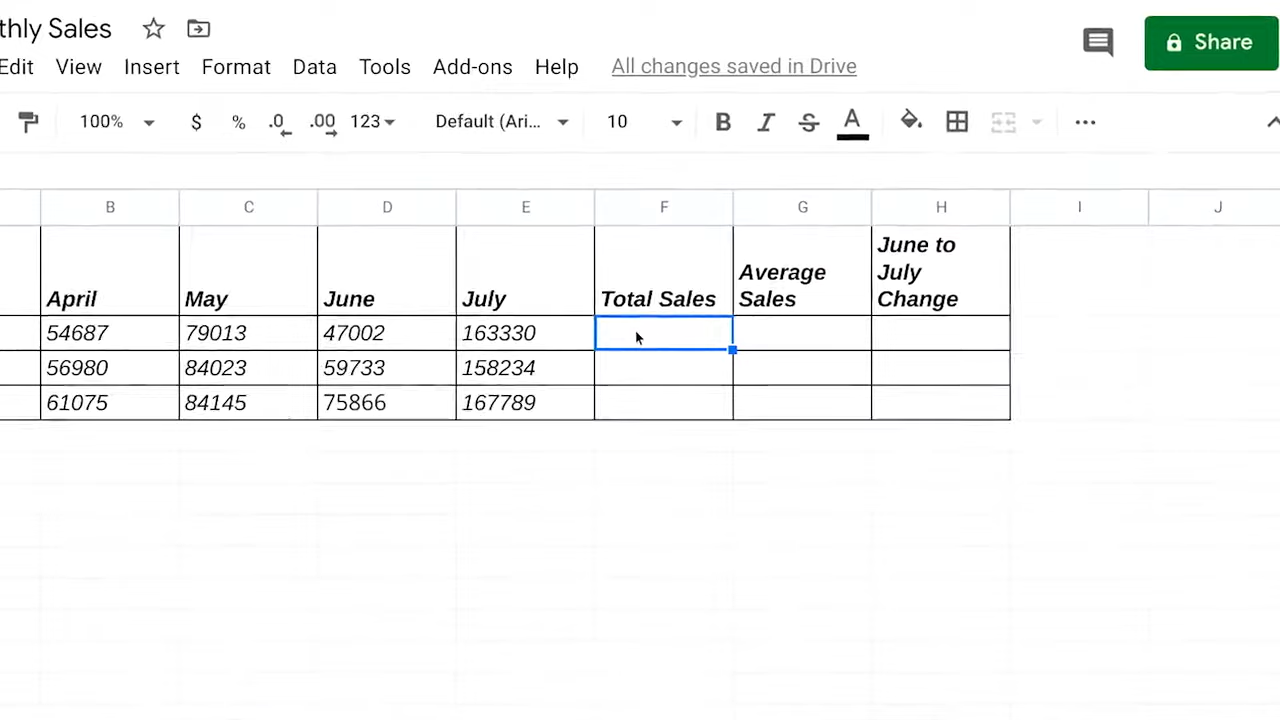 thly Sales
Edit View Insert Format Data Tools Add-ons Help All changes saved in Drive
Share
100% $ % .0 .00 123 Default (Ari... 10 B I S A ...
B C D E F G H I J
April May June July Total Sales Average Sales June to July Change
54687 79013 47002 163330
56980 84023 59733 158234
61075 84145 75866 167789